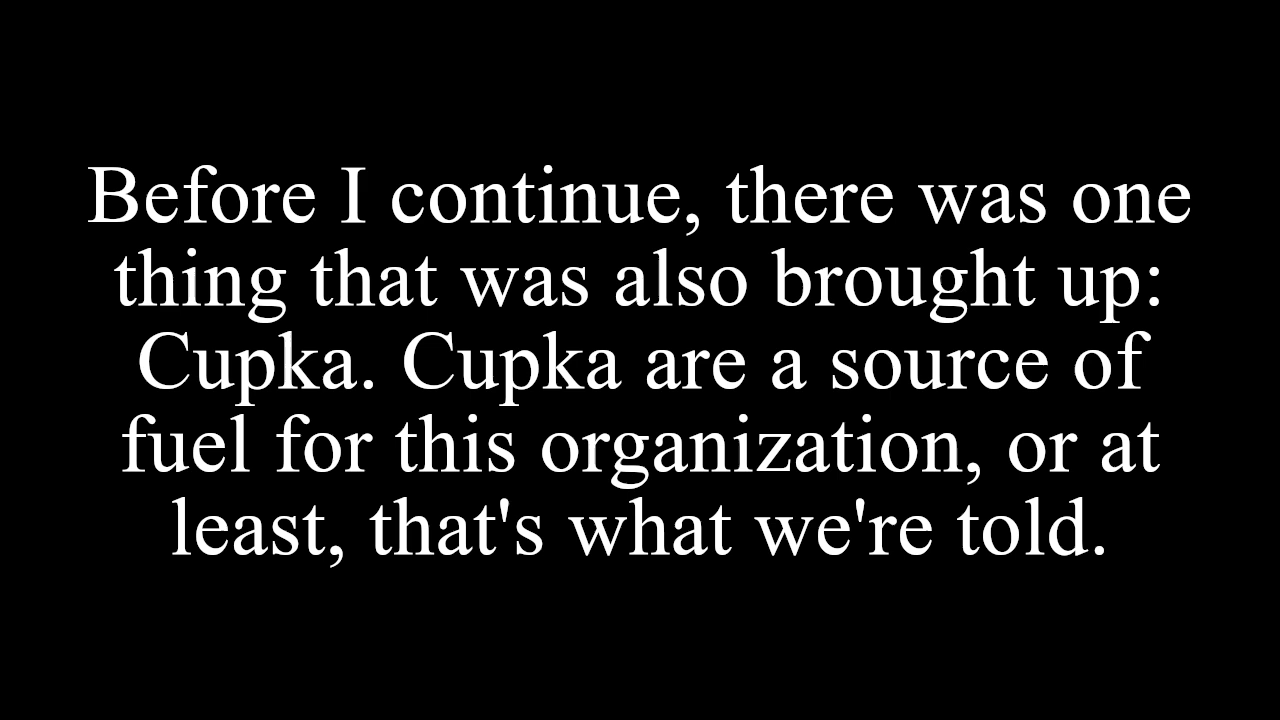 Before I continue, there was one
thing that was also brought up:
Cupka. Cupka are a source of
fuel for this organization, or at
least, that's what we're told.